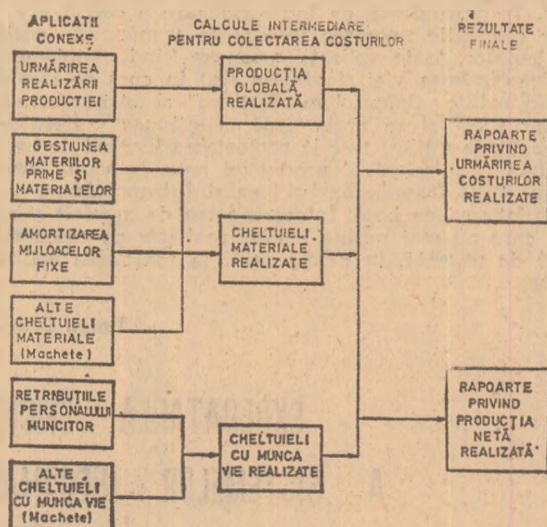 APLICAȚII
CONEXE
CALCULE INTERMEDIARE
PENTRU COLECTAREA COSTURILOR
REZULTATE
FINALE
URMĂRIREA
REALIZĂRII
PRODUCȚIEI
GESTIUNEA
MATERIILOR
PRIME ȘI
MATERIALELOR
AMORTIZAREA
MIJLOACELOR
FIXE
ALTE
CHELTUIELI
MATERIALE
(Machete)
RETRIBUȚIILE
PERSONALULUI
MUNCITOR
ALTE
CHELTUIELI
CU MUNCA VIE
(Machete)
PRODUCȚIA
GLOBALĂ
REALIZATĂ
CHELTUIELI
MATERIALE
REALIZATE
CHELTUIELI
CU MUNCA
VIE REALIZATE
RAPOARTE
PRIVIND
URMĂRIREA
COSTURILOR
REALIZATE
RAPOARTE
PRIVIND
PRODUCȚIA
NETĂ
REALIZATĂ